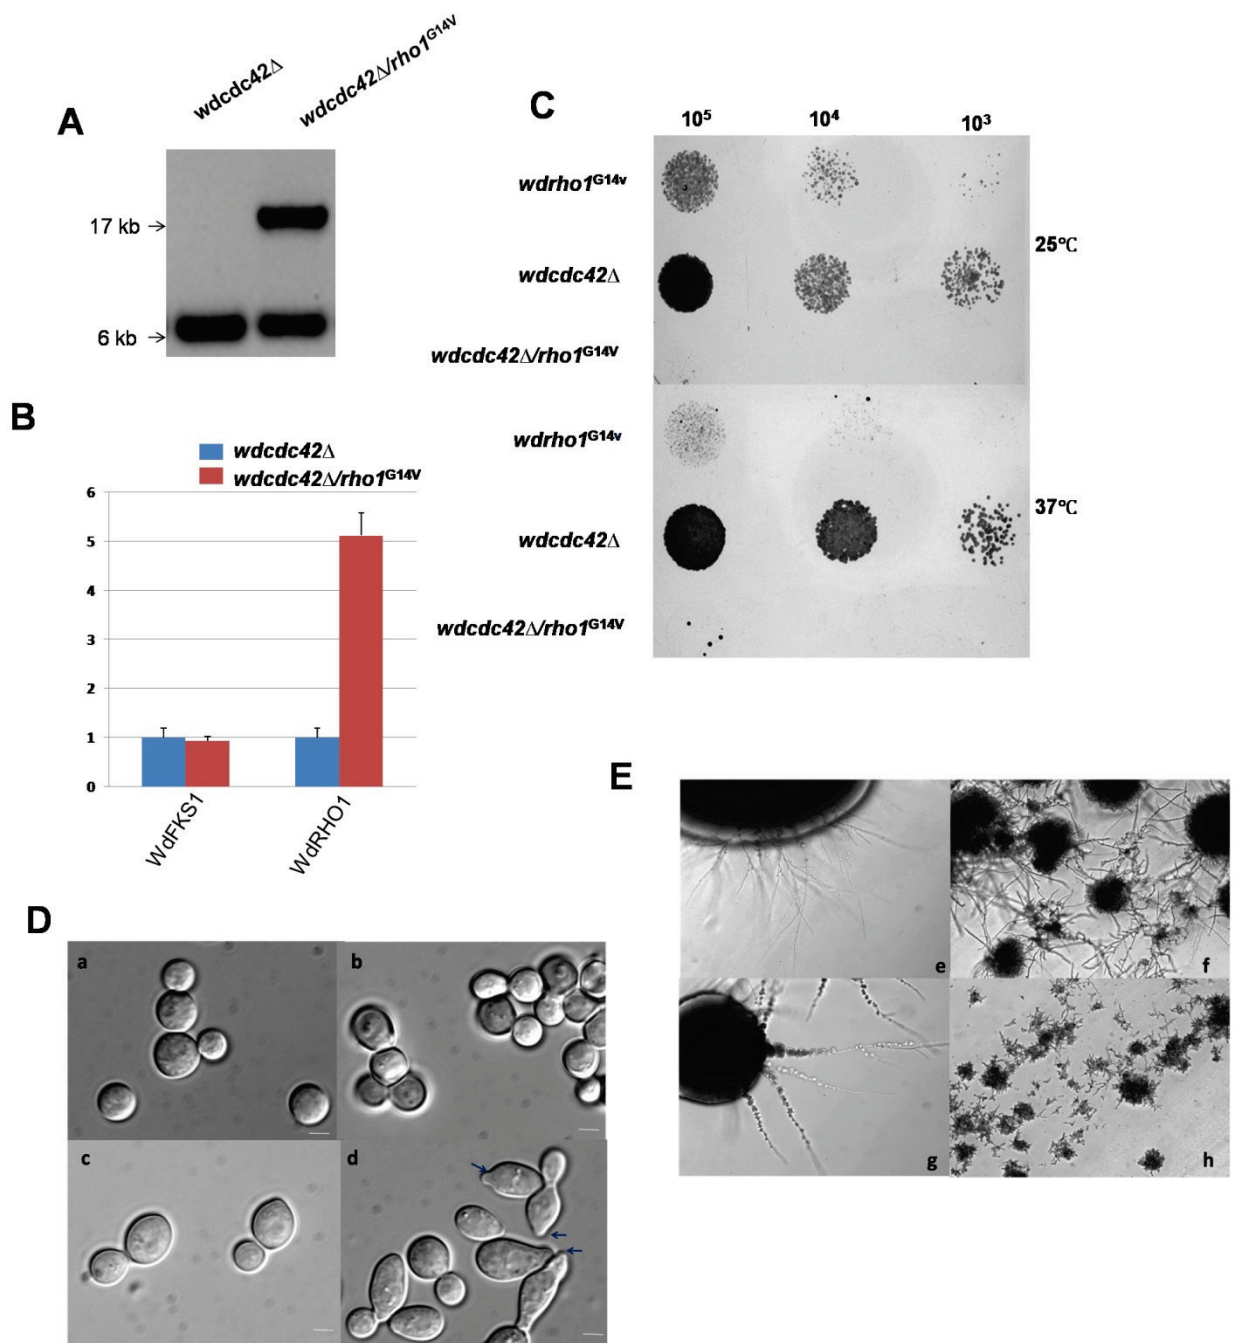 A
wdcdc42Δ
wdcdc42Δ/rho1G14V
17 kb →
6 kb →
B
wdcdc42Δ
wdcdc42Δ/rho1G14V
6
5
4
3
2
1
0
WdFKS1
WdRHO1
C
10⁵ 10⁴ 10³
wdrho1G14v
wdcdc42Δ
wdcdc42Δ/rho1G14V
25℃
wdrho1G14v
wdcdc42Δ
wdcdc42Δ/rho1G14V
37℃
D
a
b
c
d
E
e
f
g
h